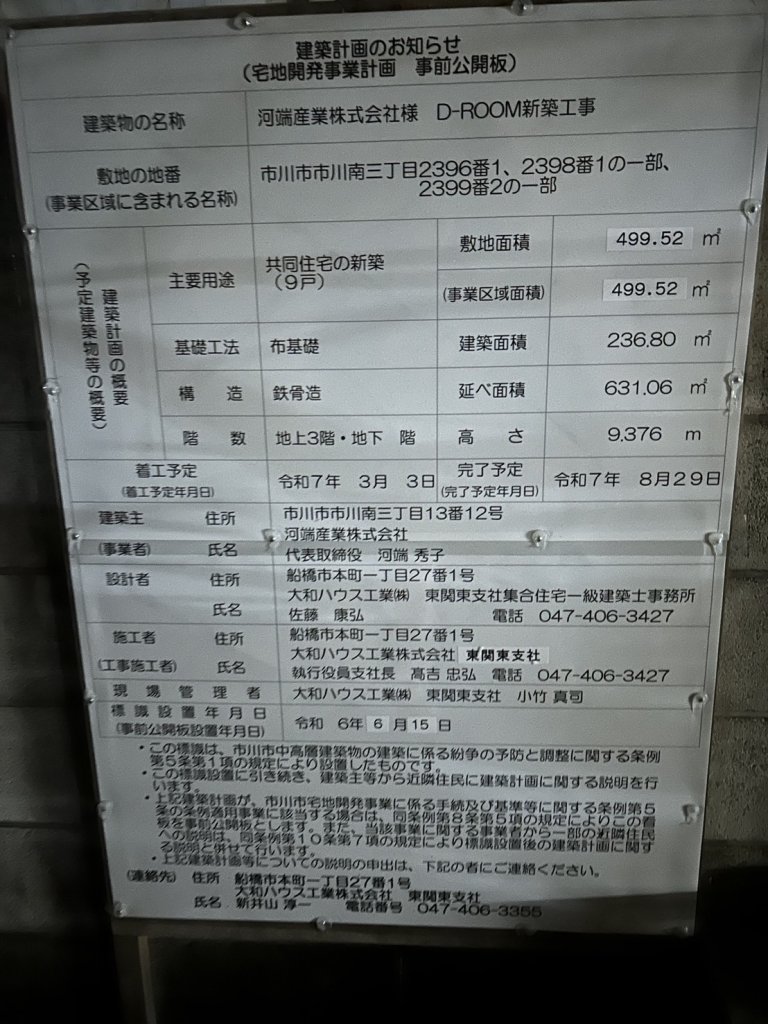 建築計画のお知らせ
(宅地開発事業計画 事前公開板)
建築物の名称 河端産業株式会社様 D-ROOM新築工事
敷地の地番
(事業区域に含まれる名称)
市川市市川南三丁目2396番1、2398番1の一部、
2399番2の一部
建築計画の概要
(予定建築物等の概要)
主要用途 共同住宅の新築
(9戸)
敷地面積 499.52 ㎡
(事業区域面積) 499.52 ㎡
基礎工法 布基礎 建築面積 236.80 ㎡
構造 鉄骨造 延べ面積 631.06 ㎡
階数 地上3階・地下 階 高さ 9.376 m
着工予定
(着工予定年月日)
令和7年 3月 3日
完了予定
(完了予定年月日)
令和7年 8月29日
建築主 住所 市川市市川南三丁目13番12号
河端産業株式会社
(事業者) 氏名 代表取締役 河端 秀子
設計者 住所 船橋市本町一丁目27番1号
大和ハウス工業㈱ 東関東支社集合住宅一級建築士事務所
氏名 佐藤 康弘 電話 047-406-3427
施工者 住所 船橋市本町一丁目27番1号
大和ハウス工業株式会社 東関東支社
(工事施工者) 氏名 執行役員支社長 髙吉 忠弘 電話 047-406-3427
現場管理者 大和ハウス工業㈱ 東関東支社 小竹 真司
標識設置年月日
(事前公開板設置年月日)
令和 6年 6 月 15 日
・この標識は、市川市中高層建築物の建築に係る紛争の予防と調整に関する条例
第5条第1項の規定により設置したものです。
・この標識設置に引き続き、建築主等から近隣住民に建築計画に関する説明を行
います。
・上記建築計画が、市川市宅地開発事業に係る手続及び基準等に関する条例第5
条の条例適用事業に該当する場合は、同条例第8条第5項の規定によりこの看
板を事前公開板とします。また、当該事業に関する事業者から一部の近隣住民
への説明は、同条例第10条第7項の規定により標識設置後の建築計画に関す
る説明と併せて行います。
・上記建築計画等についての説明の申出は、下記の者にご連絡ください。
(連絡先) 住所 船橋市本町一丁目27番1号
大和ハウス工業株式会社 東関東支社
氏名 新井山 淳一 電話番号 047-406-3355